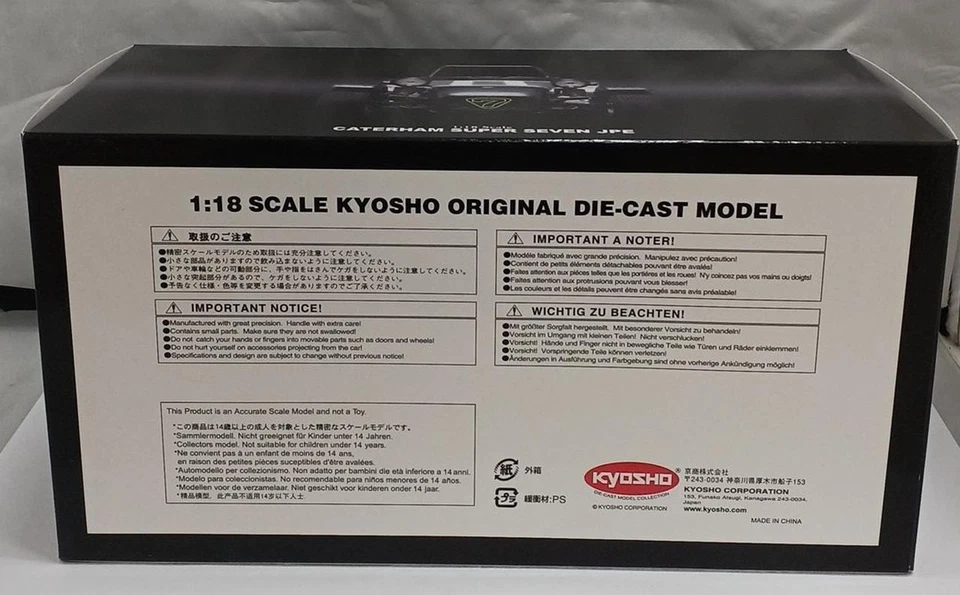 1:18 Scale
CATERHAM SUPER SEVEN JPE
1:18 SCALE KYOSHO ORIGINAL DIE-CAST MODEL
取扱のご注意
●精密スケールモデルのため取扱には充分注意してください。
●小さな部品がありますので飲み込まないように注意してください。
●ドアや車輪などの可動部分に、手や指をはさんでケガをしないように注意してください。
●小さな突起部分があるので、ケガをしないように注意してください。
●予告なく仕様・色等を変更する場合がありますのでご了承ください。
IMPORTANT NOTICE!
●Manufactured with great precision. Handle with extra care!
●Contains small parts. Make sure they are not swallowed!
●Do not catch your hands or fingers into movable parts such as doors and wheels!
●Do not hurt yourself on accessories projecting from the car!
●Specifications and design are subject to change without previous notice!
IMPORTANT A NOTER!
●Modèle fabriqué avec grande précision. Manipulez avec précaution!
●Contient de petits éléments détachables pouvant être avalés!
●Faites attention aux pièces telles que les portières et les roues! N'y coincez pas vos mains ou doigts!
●Faites attention aux protrusions pouvant vous blesser!
●Les couleurs et les détails peuvent être changés sans avis préalable!
WICHTIG ZU BEACHTEN!
●Mit größter Sorgfalt hergestellt. Mit besonderer Vorsicht zu behandeln!
●Vorsicht im Umgang mit kleinen Teilen! Nicht verschlucken!
●Vorsicht! Hände und Finger nicht in bewegliche Teile wie Türen und Räder einklemmen!
●Vorsicht! Vorspringende Teile können verletzen!
●Änderungen in Ausführung und Farbgebung sind ohne vorherige Ankündigung möglich!
This Product is an Accurate Scale Model and not a Toy.
*この商品は14歳以上の成人を対象とした精密なスケールモデルです。
*Sammlermodell. Nicht geeignet für Kinder unter 14 Jahren.
*Collectors model. Not suitable for children under 14 years.
*Ne convient pas à un enfant de moins de 14 ans,
en raison des petites pièces suceptibles d'être avalées.
*Automodello per collezionisti. Non adatto per bambini die età inferiore a 14 anni.
*Modelo para coleccionistas. No recomendable para niños menores de 14 años.
*Modellen voor de verzamelaar. Niet geschikt voor kinderen onder 14 jaar.
*精品模型，此产品不适用14岁以下人士
紙 外箱
プラ 緩衝材:PS
KYOSHO®
DIE-CAST MODEL COLLECTION
© KYOSHO CORPORATION
京商株式会社
〒243-0034 神奈川県厚木市船子153
KYOSHO CORPORATION
153, Funako Atsugi, Kanagawa 243-0034,
Japan
www.kyosho.com
MADE IN CHINA